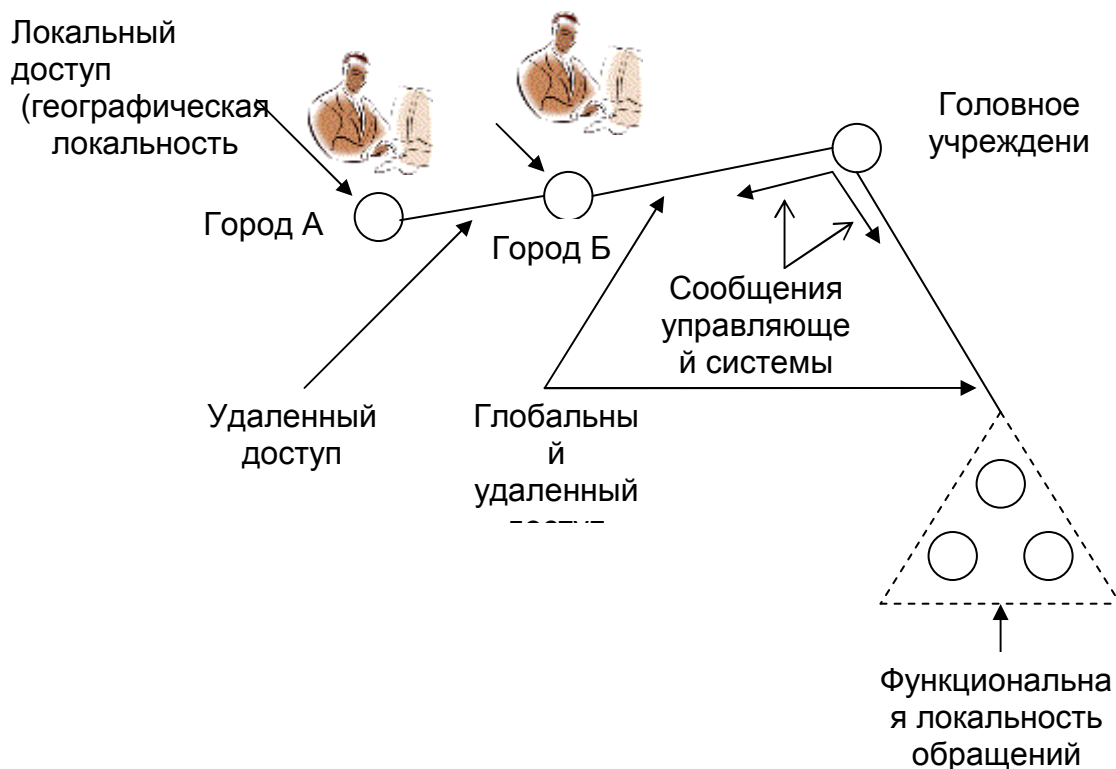 Локальный
доступ
(географическая
локальность
Головное
учреждени
Город А
Город Б
Сообщения
управляюще
й системы
Удаленный
доступ
Глобальны
й
удаленный
Функциональна
я локальность
обращений